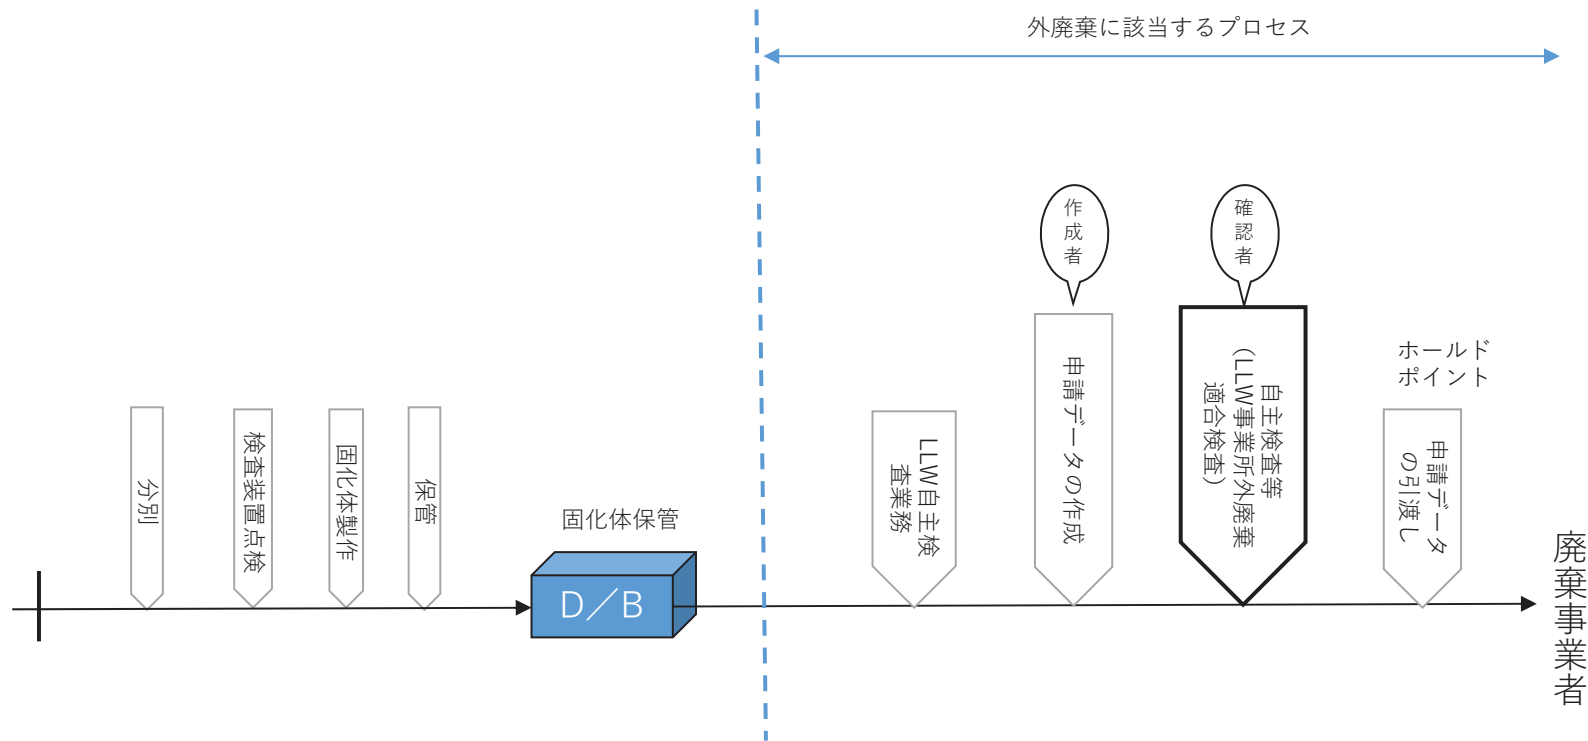 外廃棄に該当するプロセス
作成者
確認者
分別
検査装置点検
固化体製作
保管
固化体保管
D／B
LLW自主検
査業務
申請データの作成
自主検査等
(LLW事業所外廃棄
適合検査)
ホールド
ポイント
申請データ
の引渡し
廃棄事業者